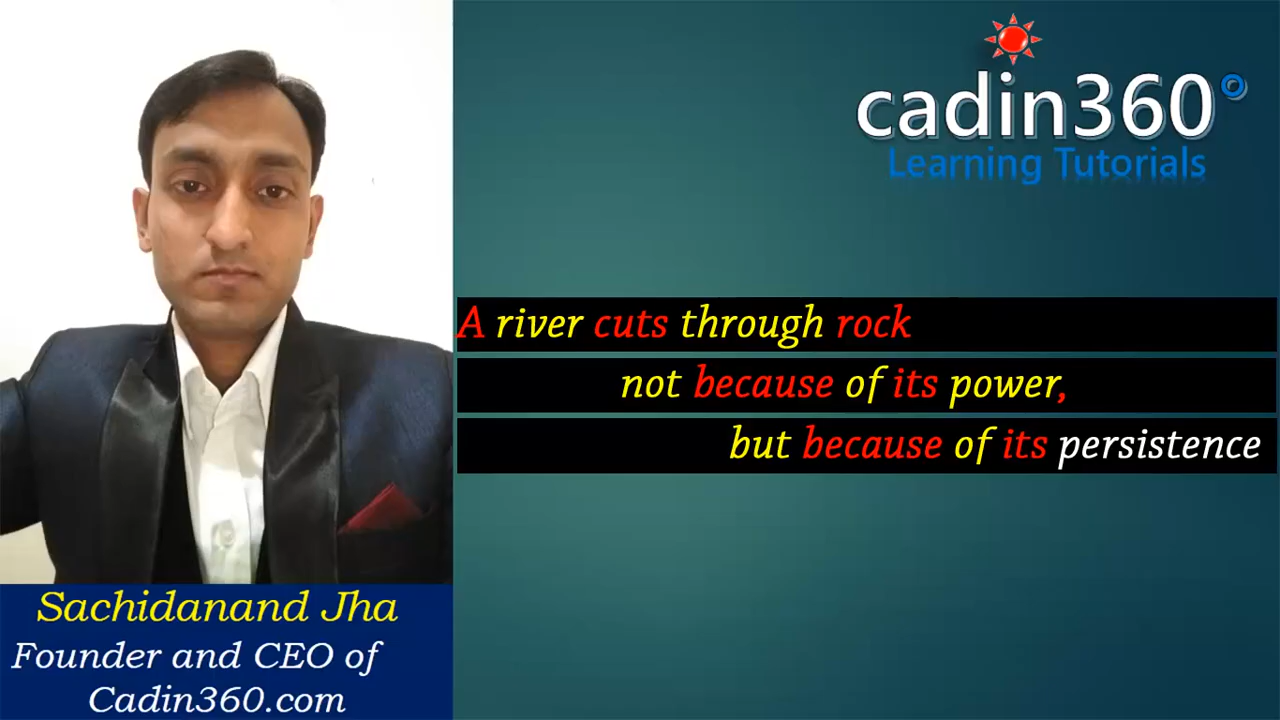 cadin360°
Learning Tutorials
A river cuts through rock
not because of its power,
but because of its persistence
Sachidanand Jha
Founder and CEO of
Cadin360.com